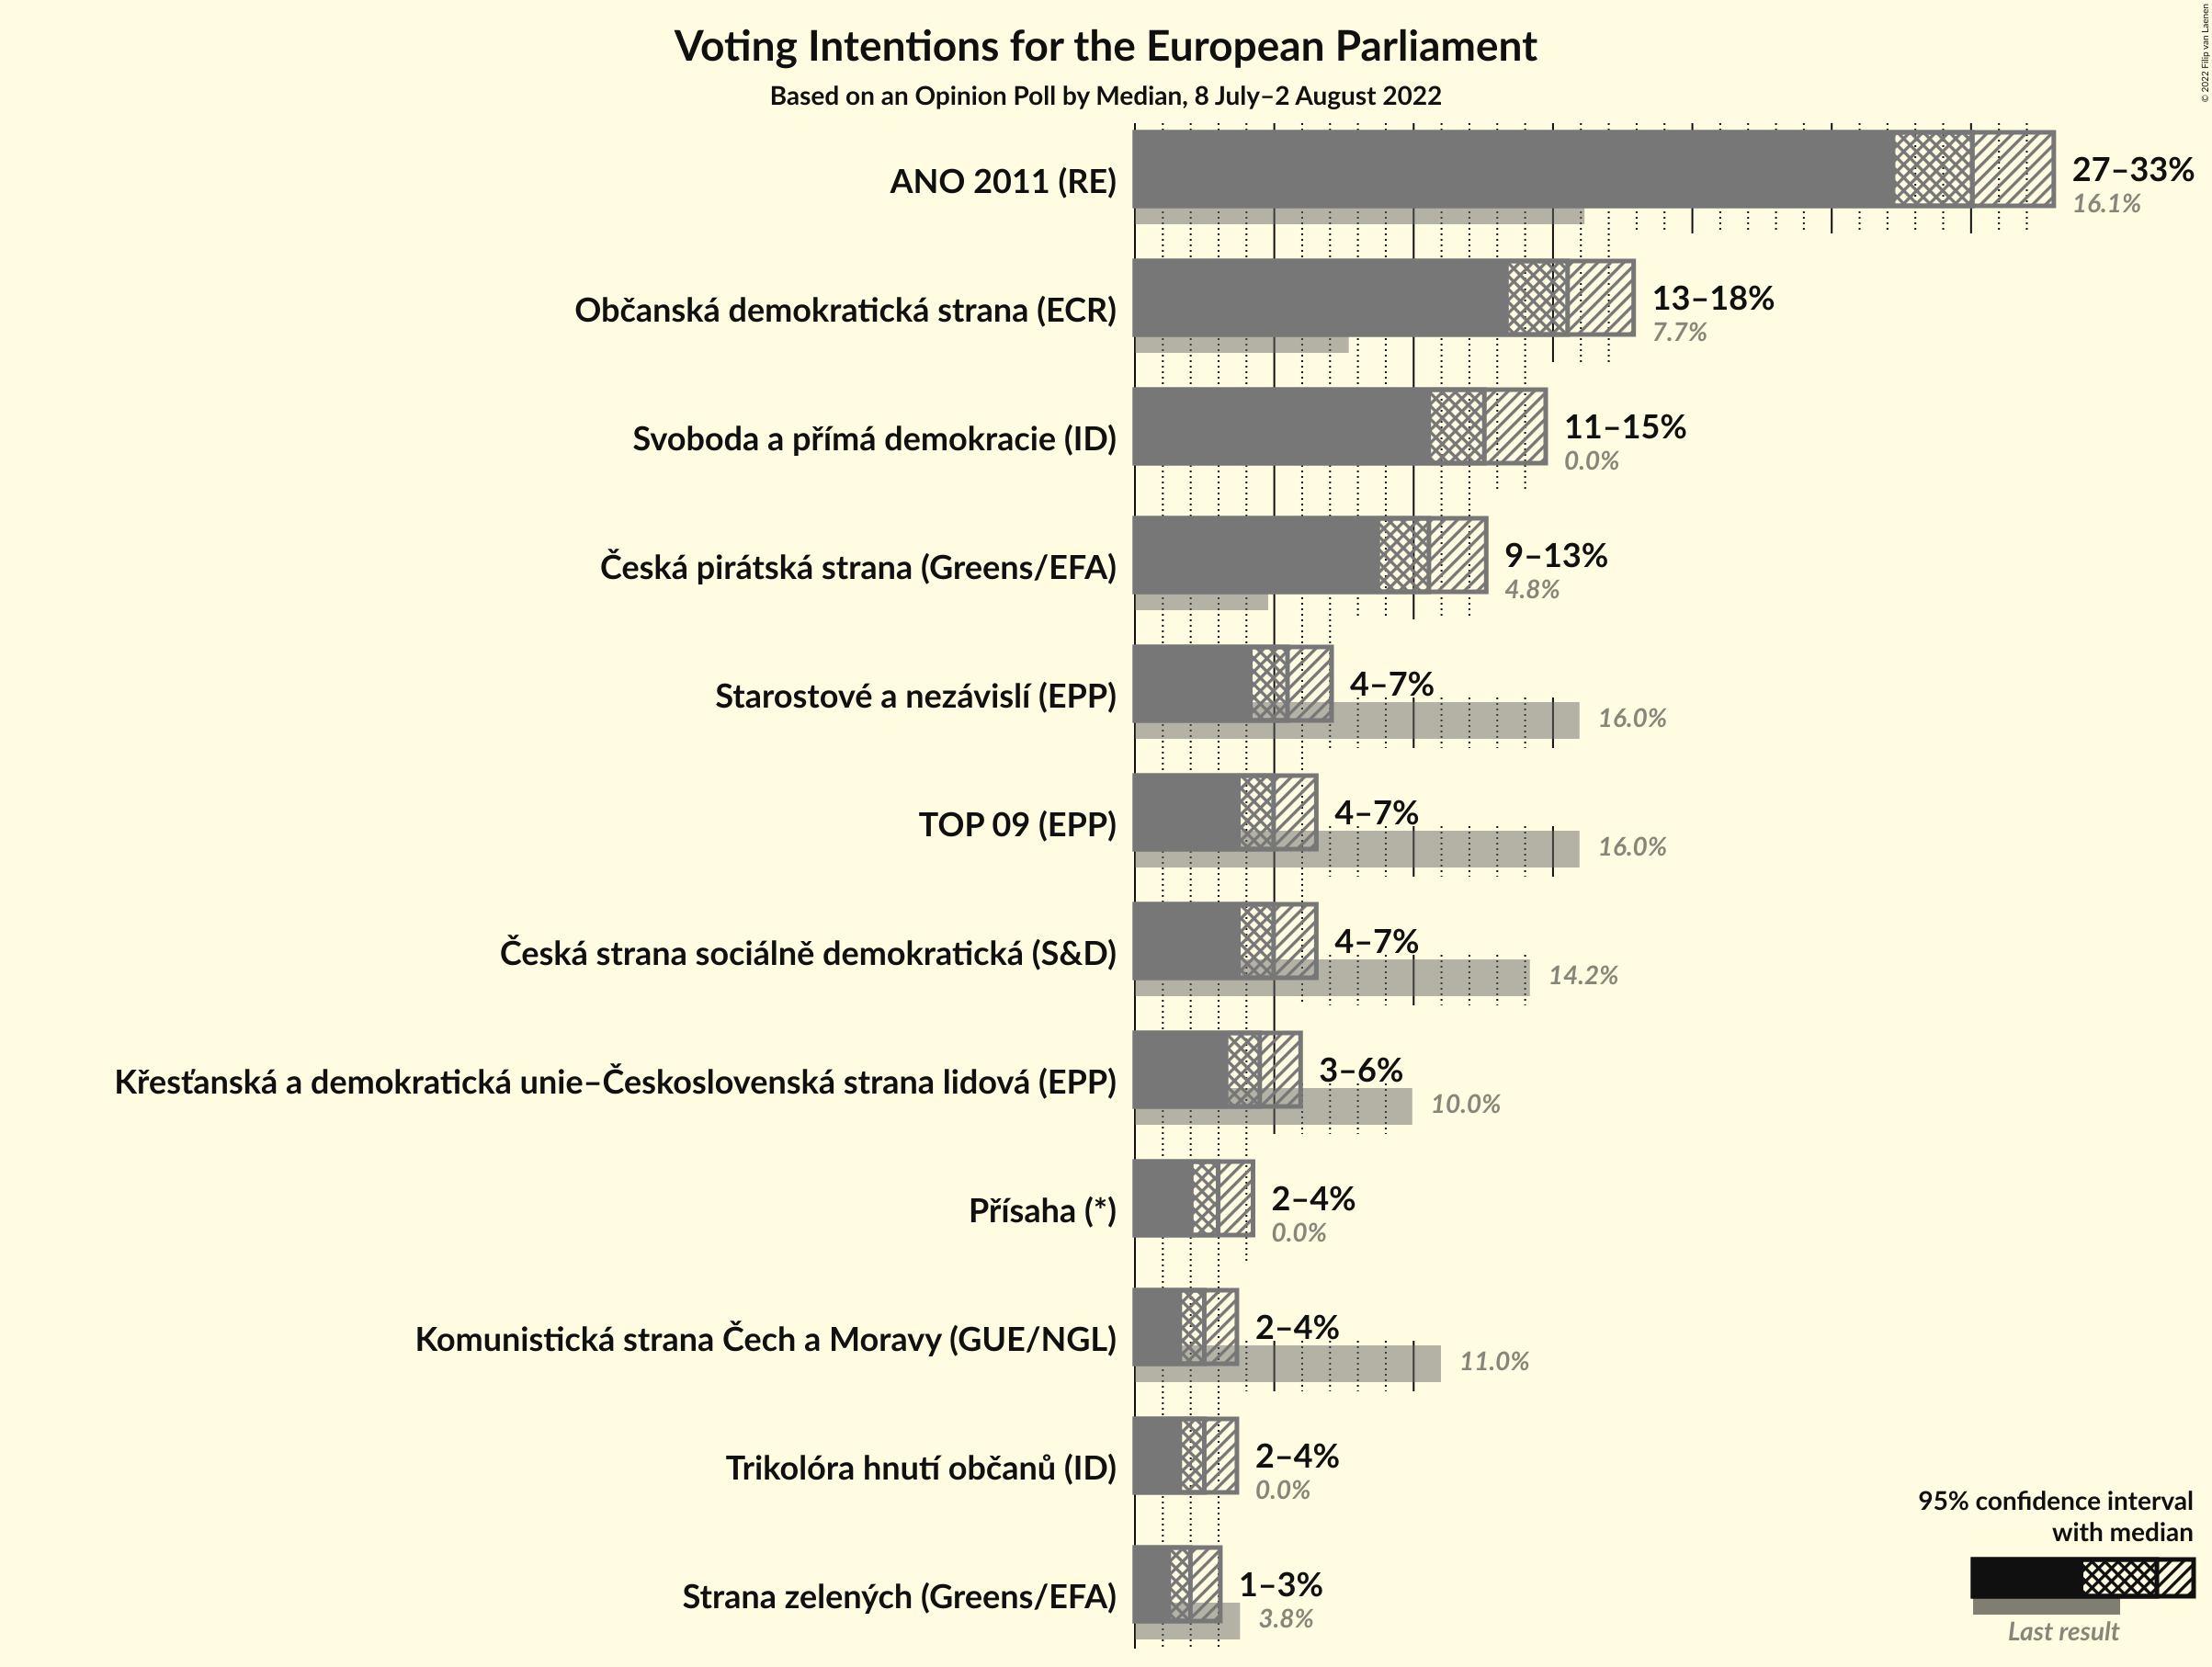 © 2022 Filip van Laenen
Voting Intentions for the European Parliament
Based on an Opinion Poll by Median, 8 July–2 August 2022
ANO 2011 (RE)
27–33%
16.1%
Občanská demokratická strana (ECR)
13–18%
7.7%
Svoboda a přímá demokracie (ID)
11–15%
0.0%
Česká pirátská strana (Greens/EFA)
9–13%
4.8%
Starostové a nezávislí (EPP)
4–7%
16.0%
TOP 09 (EPP)
4–7%
16.0%
Česká strana sociálně demokratická (S&D)
4–7%
14.2%
Křesťanská a demokratická unie–Československá strana lidová (EPP)
3–6%
10.0%
Přísaha (*)
2–4%
0.0%
Komunistická strana Čech a Moravy (GUE/NGL)
2–4%
11.0%
Trikolóra hnutí občanů (ID)
2–4%
0.0%
Strana zelených (Greens/EFA)
1–3%
3.8%
95% confidence interval
with median
Last result